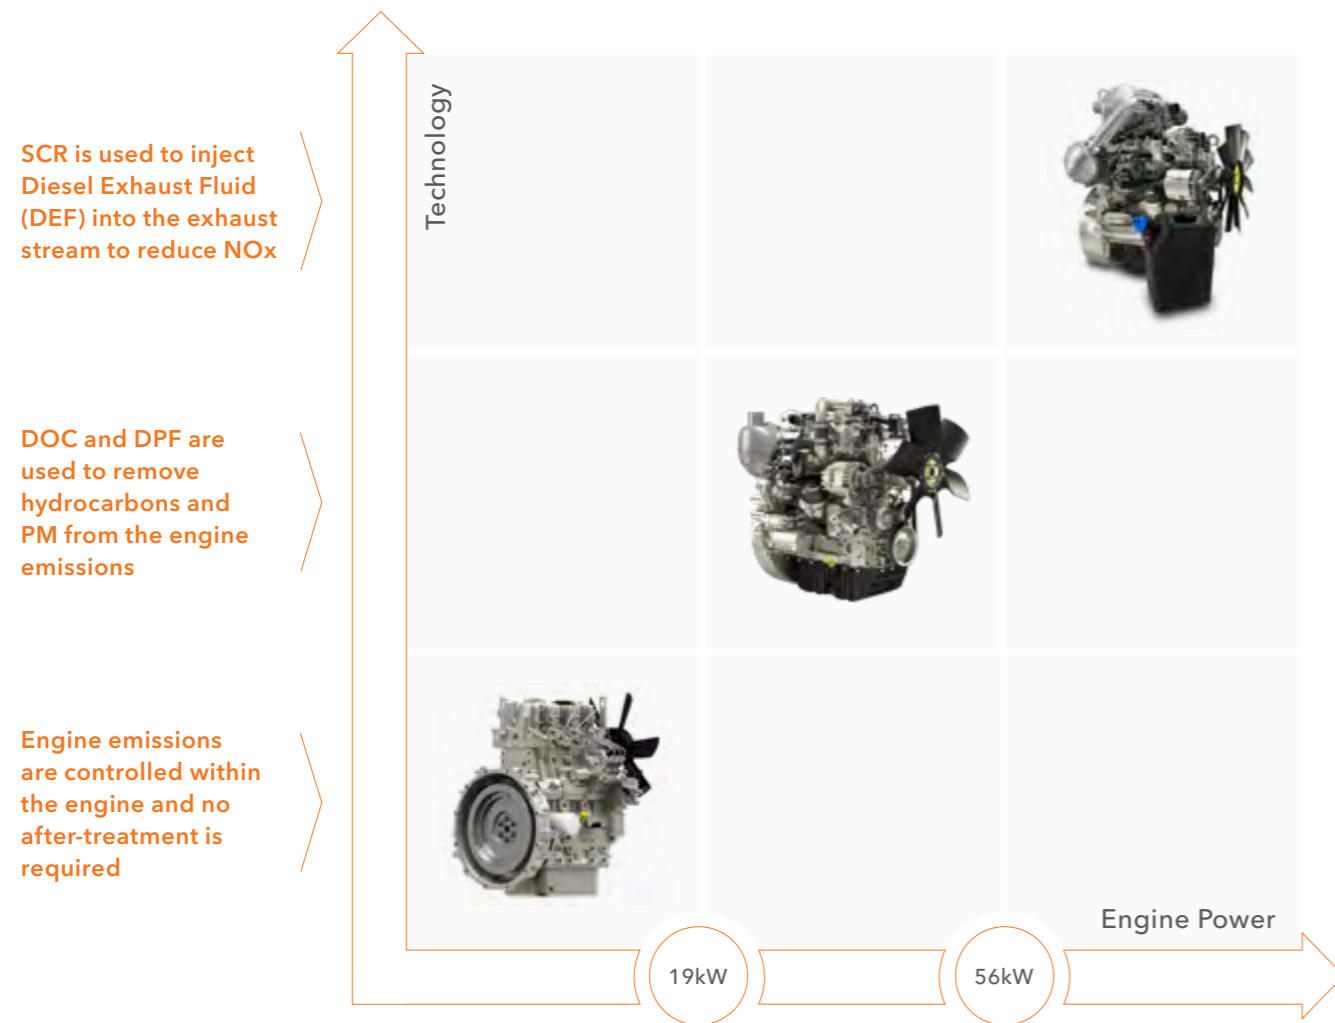 Technology
SCR is used to inject
Diesel Exhaust Fluid
(DEF) into the exhaust
stream to reduce NOx
DOC and DPF are
used to remove
hydrocarbons and
PM from the engine
emissions
Engine emissions
are controlled within
the engine and no
after-treatment is
required
Engine Power
19kW
56kW